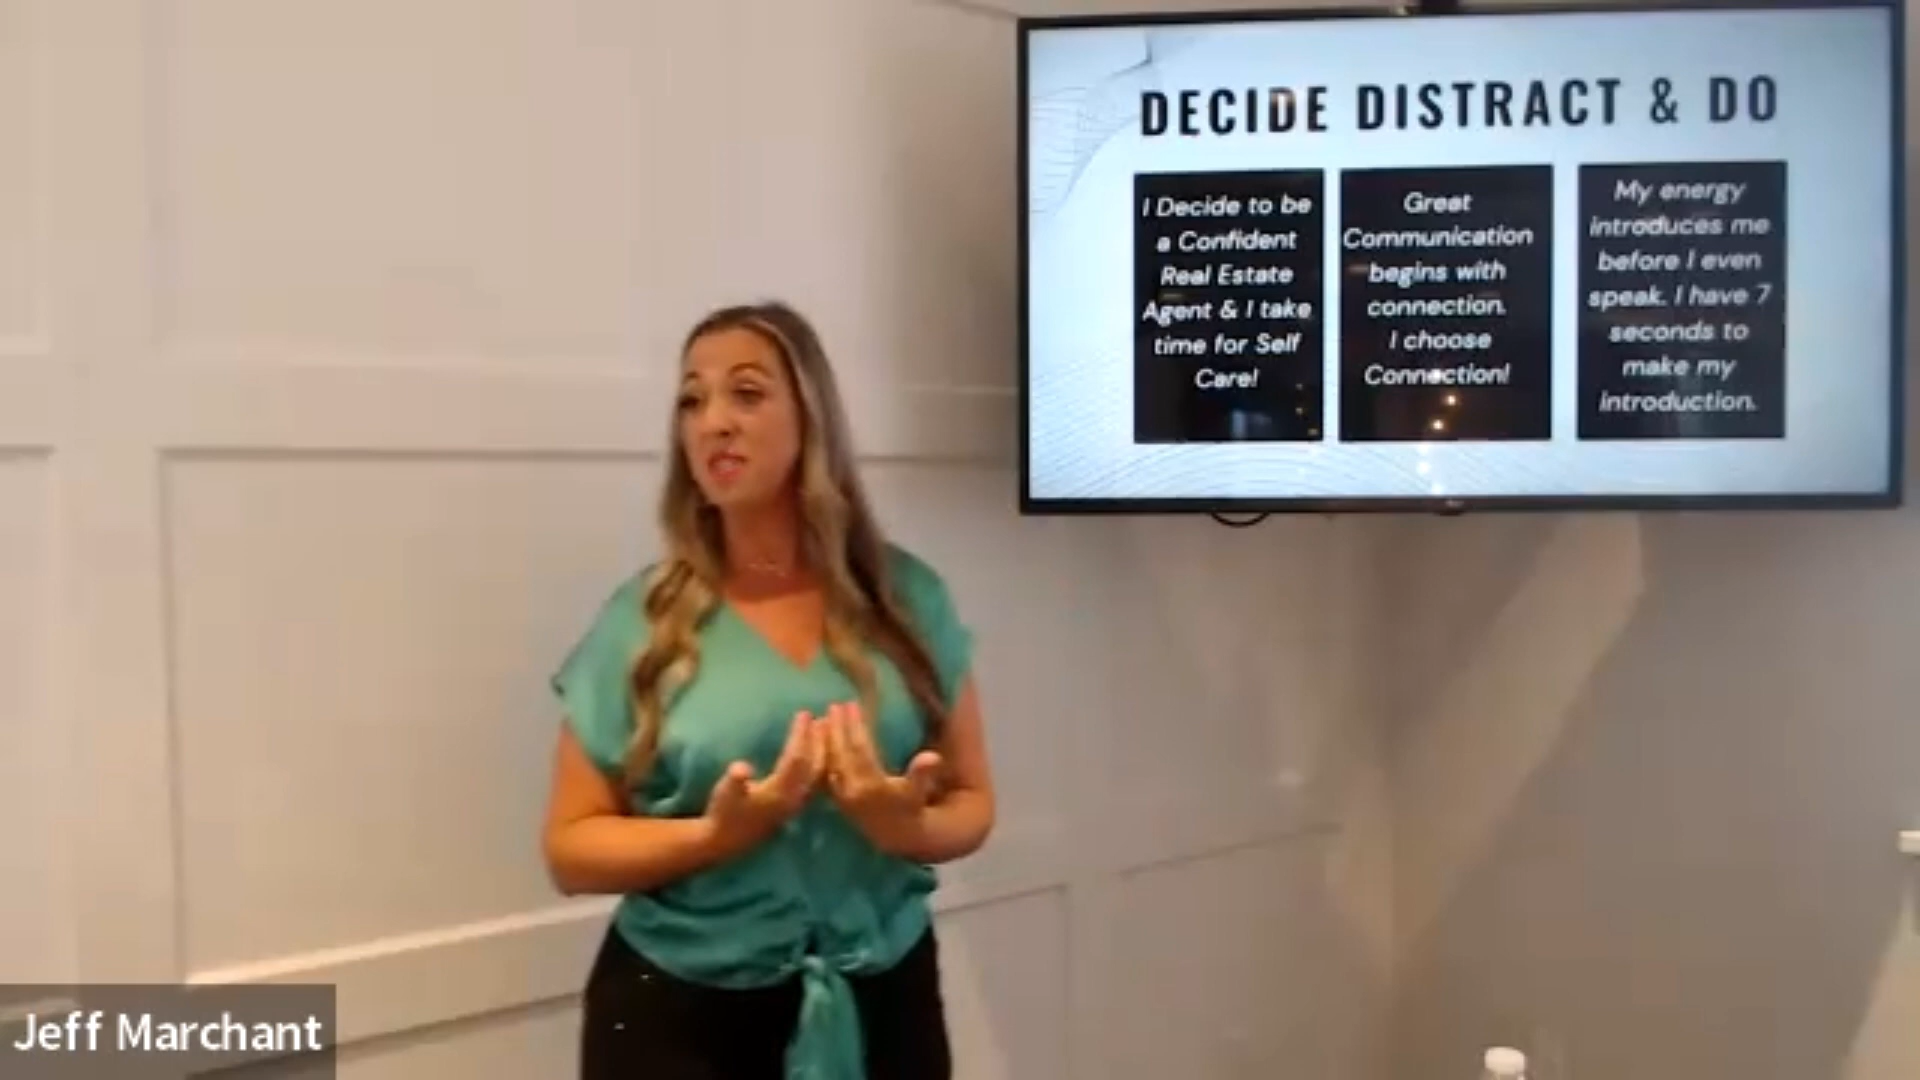 DECIDE DISTRACT & DO
I Decide to be
a Confident
Real Estate
Agent & I take
time for Self
Care!
Great
Communication
begins with
connection.
I choose
Connection!
My energy
introduces me
before I even
speak. I have 7
seconds to
make my
introduction.
Jeff Marchant